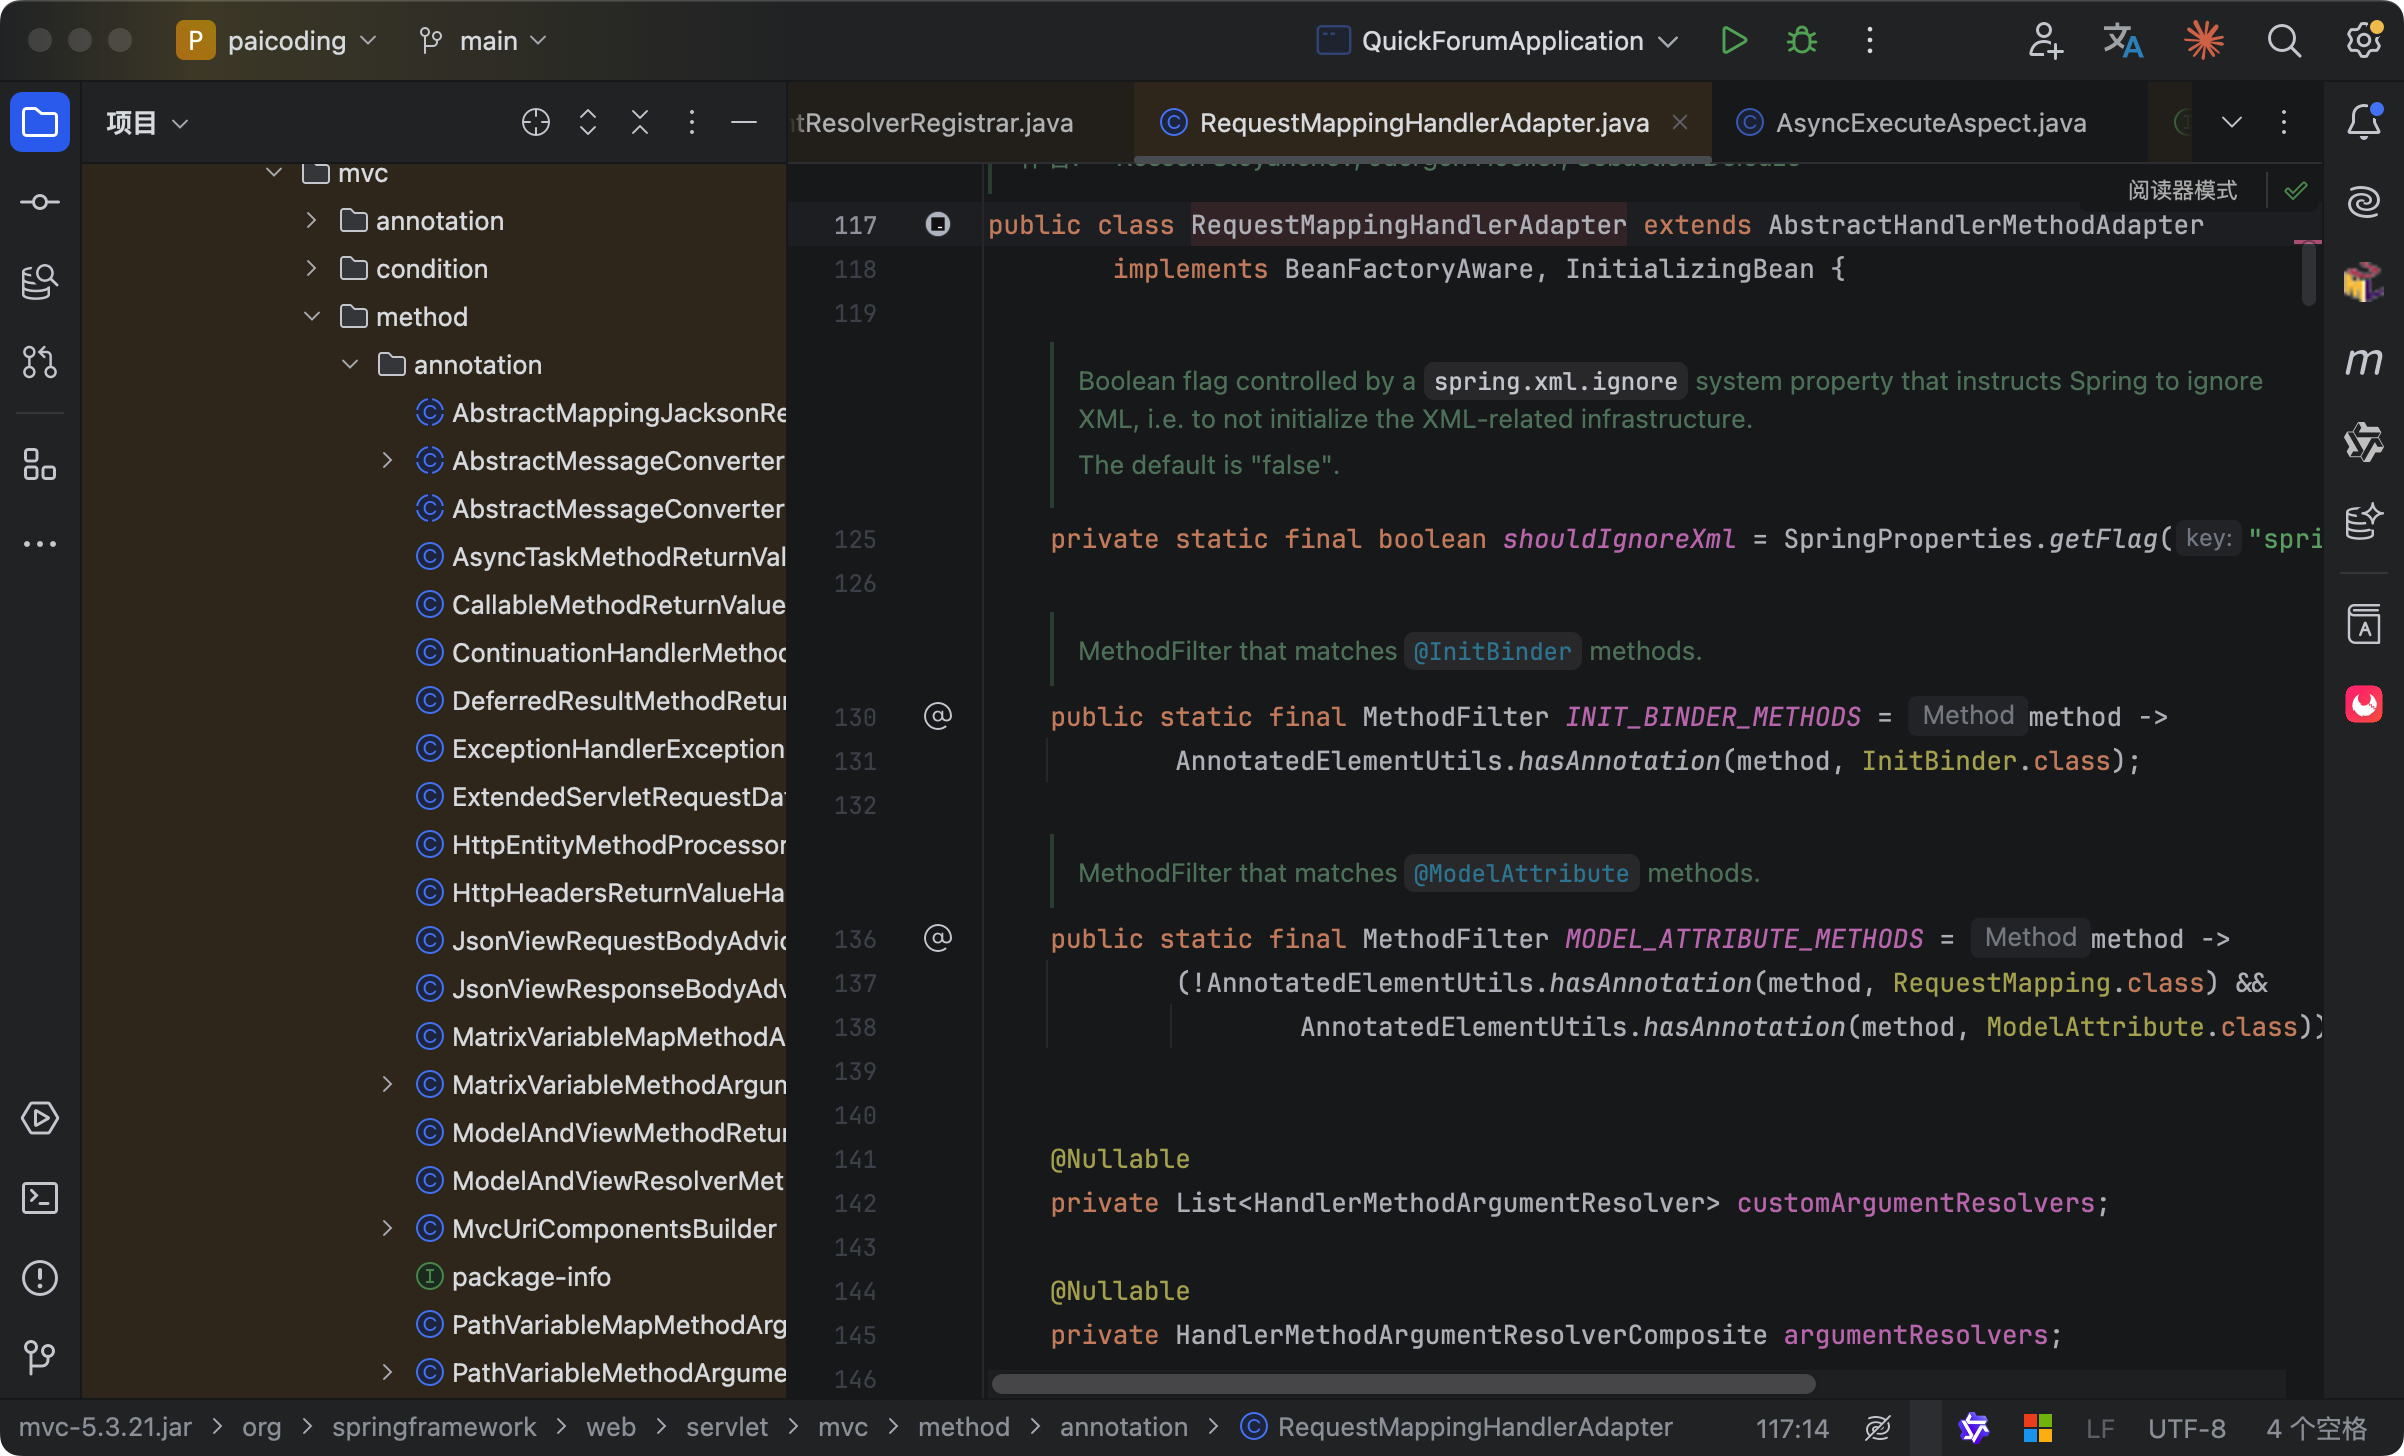 P paicoding
main
QuickForumApplication
项目
ntResolverRegistrar.java
RequestMappingHandlerAdapter.java
AsyncExecuteAspect.java
mvc
annotation
condition
method
annotation
AbstractMappingJacksonRe
AbstractMessageConverter
AbstractMessageConverter
AsyncTaskMethodReturnVal
CallableMethodReturnValue
ContinuationHandlerMethod
DeferredResultMethodRetur
ExceptionHandlerException
ExtendedServletRequestDat
HttpEntityMethodProcessor
HttpHeadersReturnValueHa
JsonViewRequestBodyAdvic
JsonViewResponseBodyAdv
MatrixVariableMapMethodA
MatrixVariableMethodArgum
ModelAndViewMethodRetur
ModelAndViewResolverMet
MvcUriComponentsBuilder
package-info
PathVariableMapMethodArg
PathVariableMethodArgume
阅读器模式
117 public class RequestMappingHandlerAdapter extends AbstractHandlerMethodAdapter
118 implements BeanFactoryAware, InitializingBean {
119
Boolean flag controlled by a spring.xml.ignore system property that instructs Spring to ignore
XML, i.e. to not initialize the XML-related infrastructure.
The default is "false".
125 private static final boolean shouldIgnoreXml = SpringProperties.getFlag( key: "spri
126
MethodFilter that matches @InitBinder methods.
130 public static final MethodFilter INIT_BINDER_METHODS = Method method ->
131 AnnotatedElementUtils.hasAnnotation(method, InitBinder.class);
132
MethodFilter that matches @ModelAttribute methods.
136 public static final MethodFilter MODEL_ATTRIBUTE_METHODS = Method method ->
137 (!AnnotatedElementUtils.hasAnnotation(method, RequestMapping.class) &&
138 AnnotatedElementUtils.hasAnnotation(method, ModelAttribute.class))
139
140
141 @Nullable
142 private List<HandlerMethodArgumentResolver> customArgumentResolvers;
143
144 @Nullable
145 private HandlerMethodArgumentResolverComposite argumentResolvers;
146
mvc-5.3.21.jar > org > springframework > web > servlet > mvc > method > annotation > RequestMappingHandlerAdapter
117:14
LF
UTF-8
4 个空格